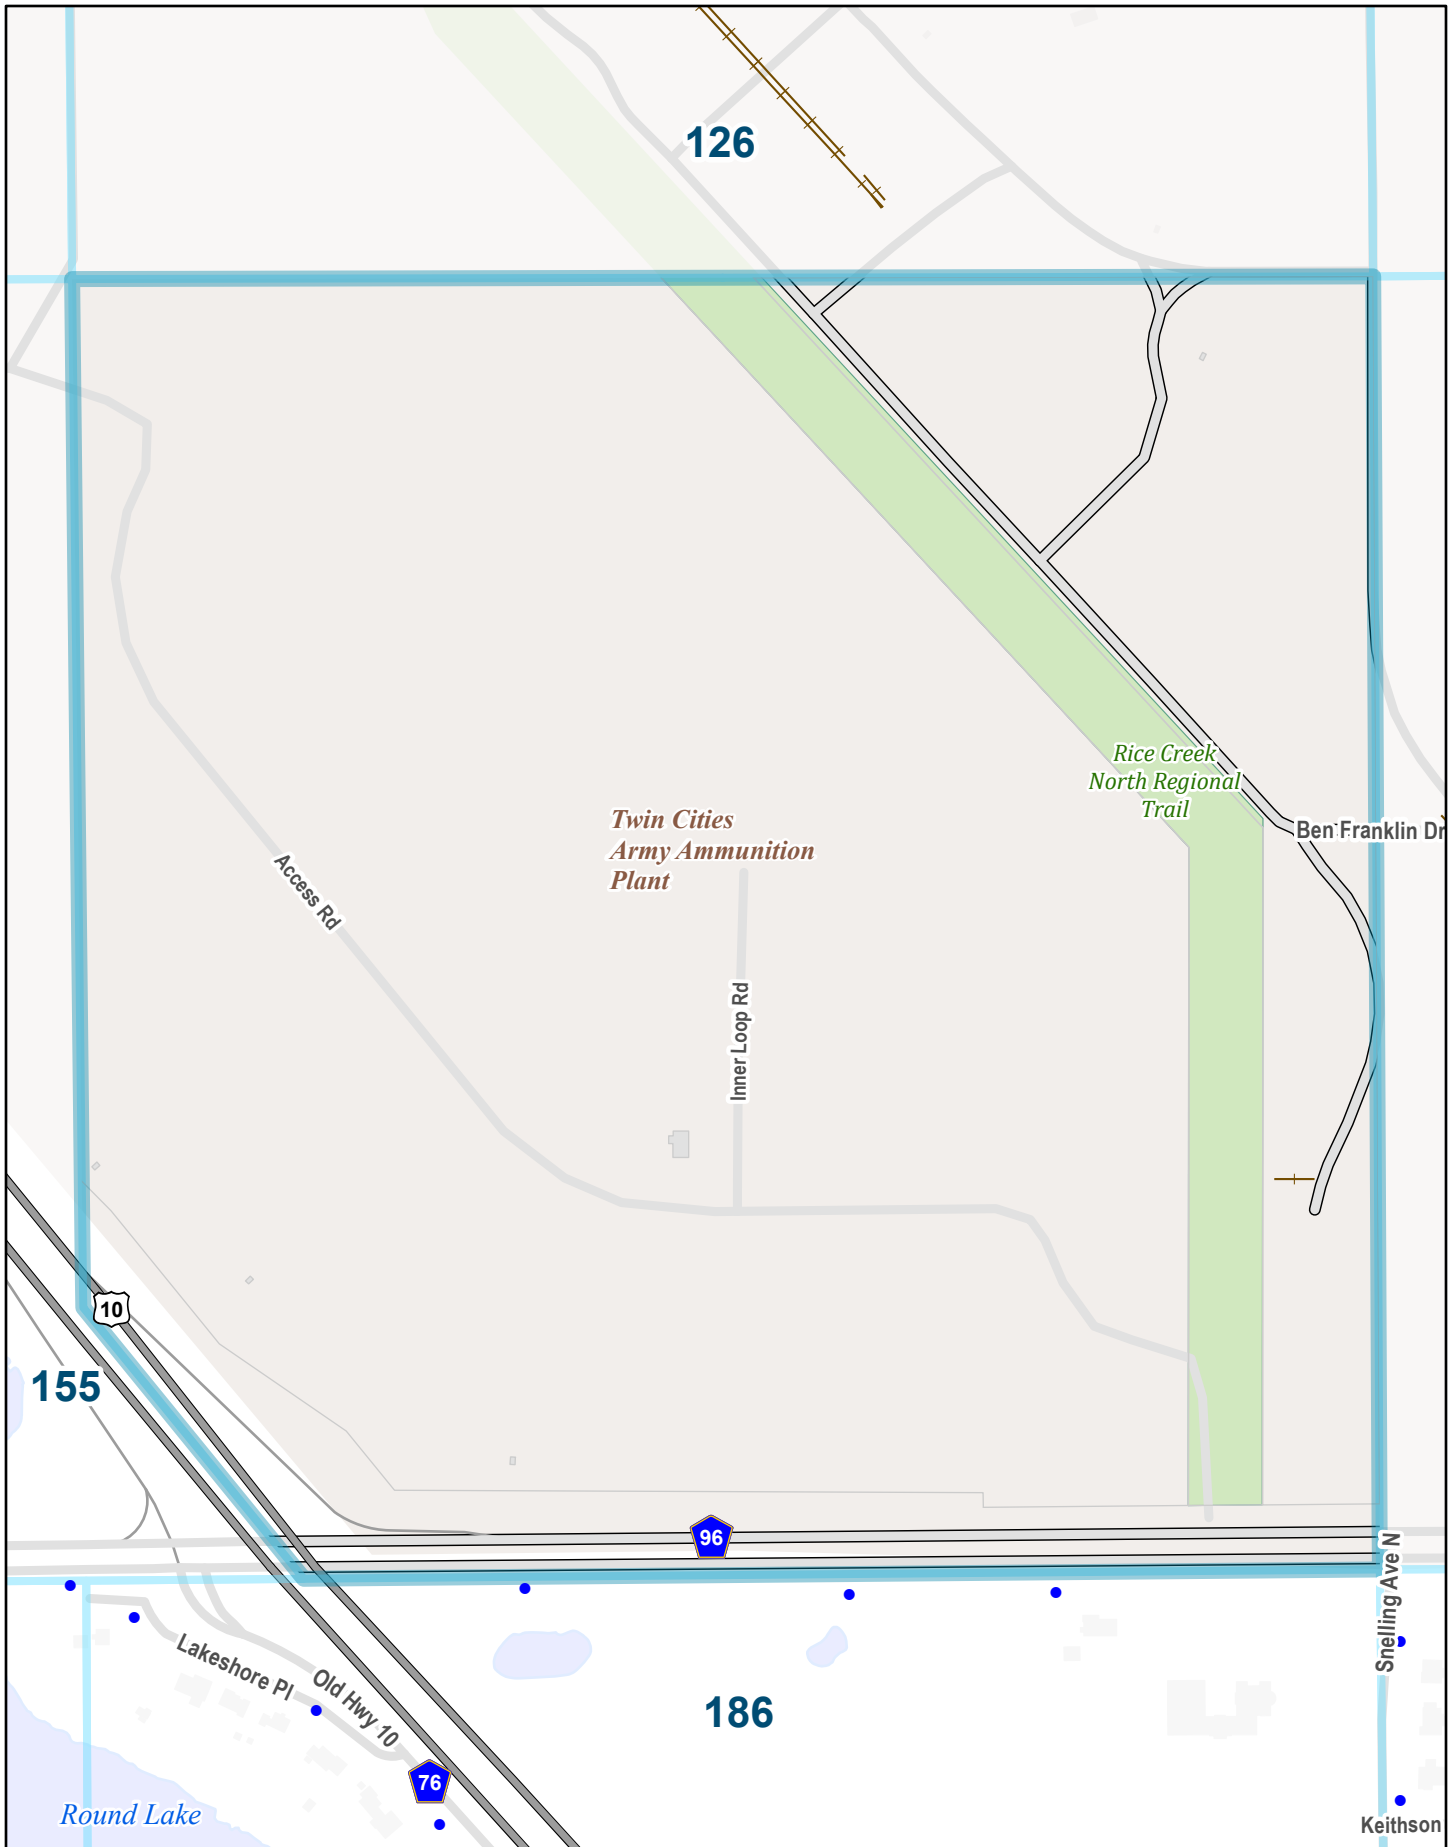 126
Rice Creek
North Regional
Trail
Twin Cities
Army Ammunition
Plant
Ben Franklin Dr
Access Rd
Inner Loop Rd
10
155
96
Snelling Ave N
Lakeshore Pl
Old Hwy 10
186
76
Round Lake
Keithson